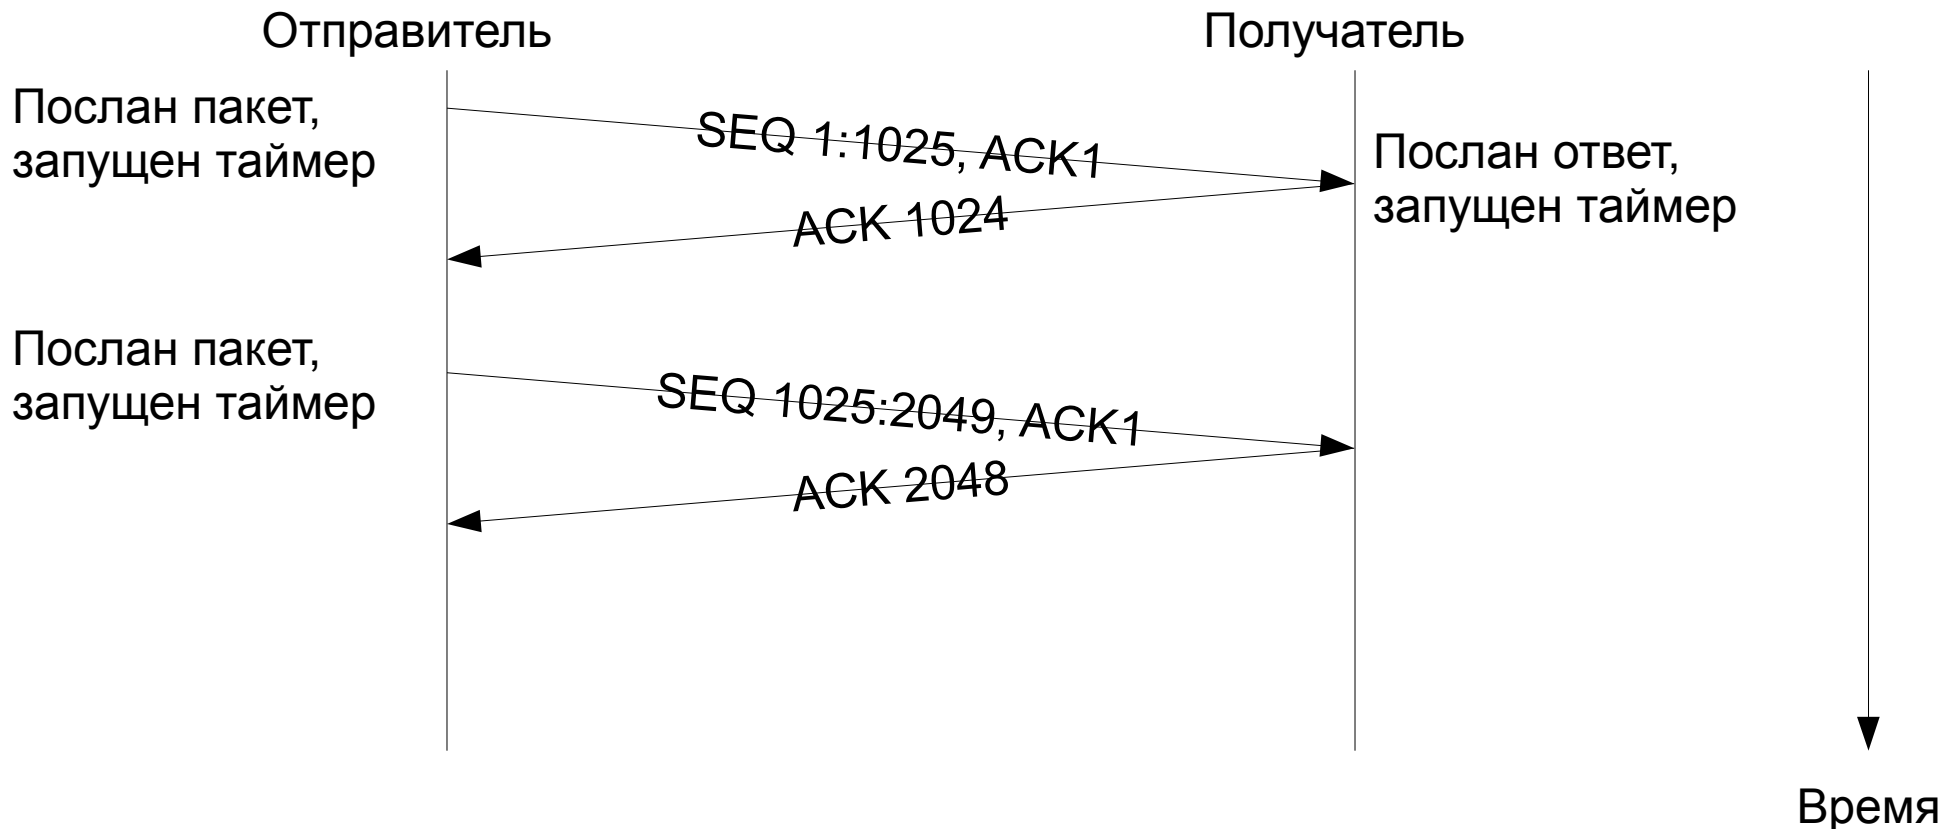 Отправитель
Получатель
Послан пакет,
запущен таймер
SEQ 1:1025, ACK1
Послан ответ,
запущен таймер
ACK 1024
Послан пакет,
запущен таймер
SEQ 1025:2049, ACK1
ACK 2048
Время